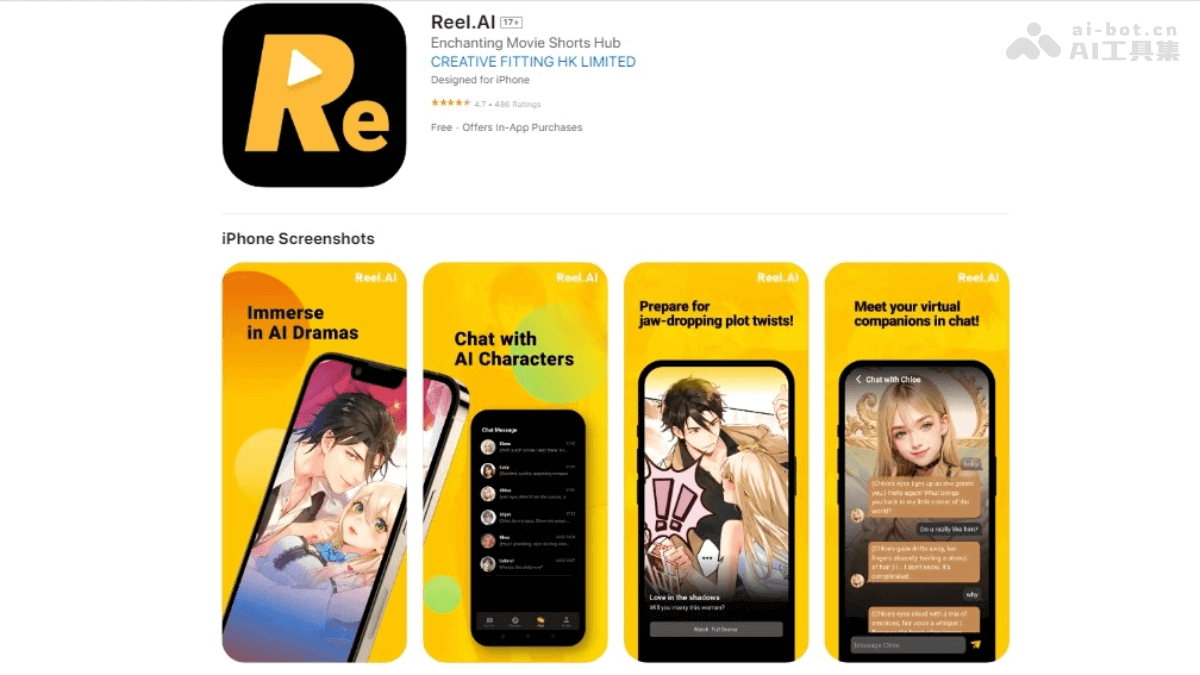 Re
Reel.AI 17+
Enchanting Movie Shorts Hub
CREATIVE FITTING HK LIMITED
Designed for iPhone
4.7 • 486 Ratings
Free · Offers In-App Purchases
ai-bot.cn
AI工具集
iPhone Screenshots
Reel.AI
Immerse
in AI Dramas
Reel.AI
Chat with
AI Characters
Chat Message
Reel.AI
Prepare for
jaw-dropping plot twists!
!!
...
Love in the shadows
Will you marry this woman?
Watch Full Drama
Reel.AI
Meet your virtual
companions in chat!
Chat with Chloe
hello
(Chloe's eyes light up as she greets
you.) Hello again! What brings
you back to my little corner of the
world?
Do u really like him?
(Chloe's gaze drifts away, her
fingers absently twirling a strand
of hair.) I... I don't know. It's
complicated.
why
(Chloe's eyes cloud with a mix of
emotions, her voice a whisper.)
Message Chloe